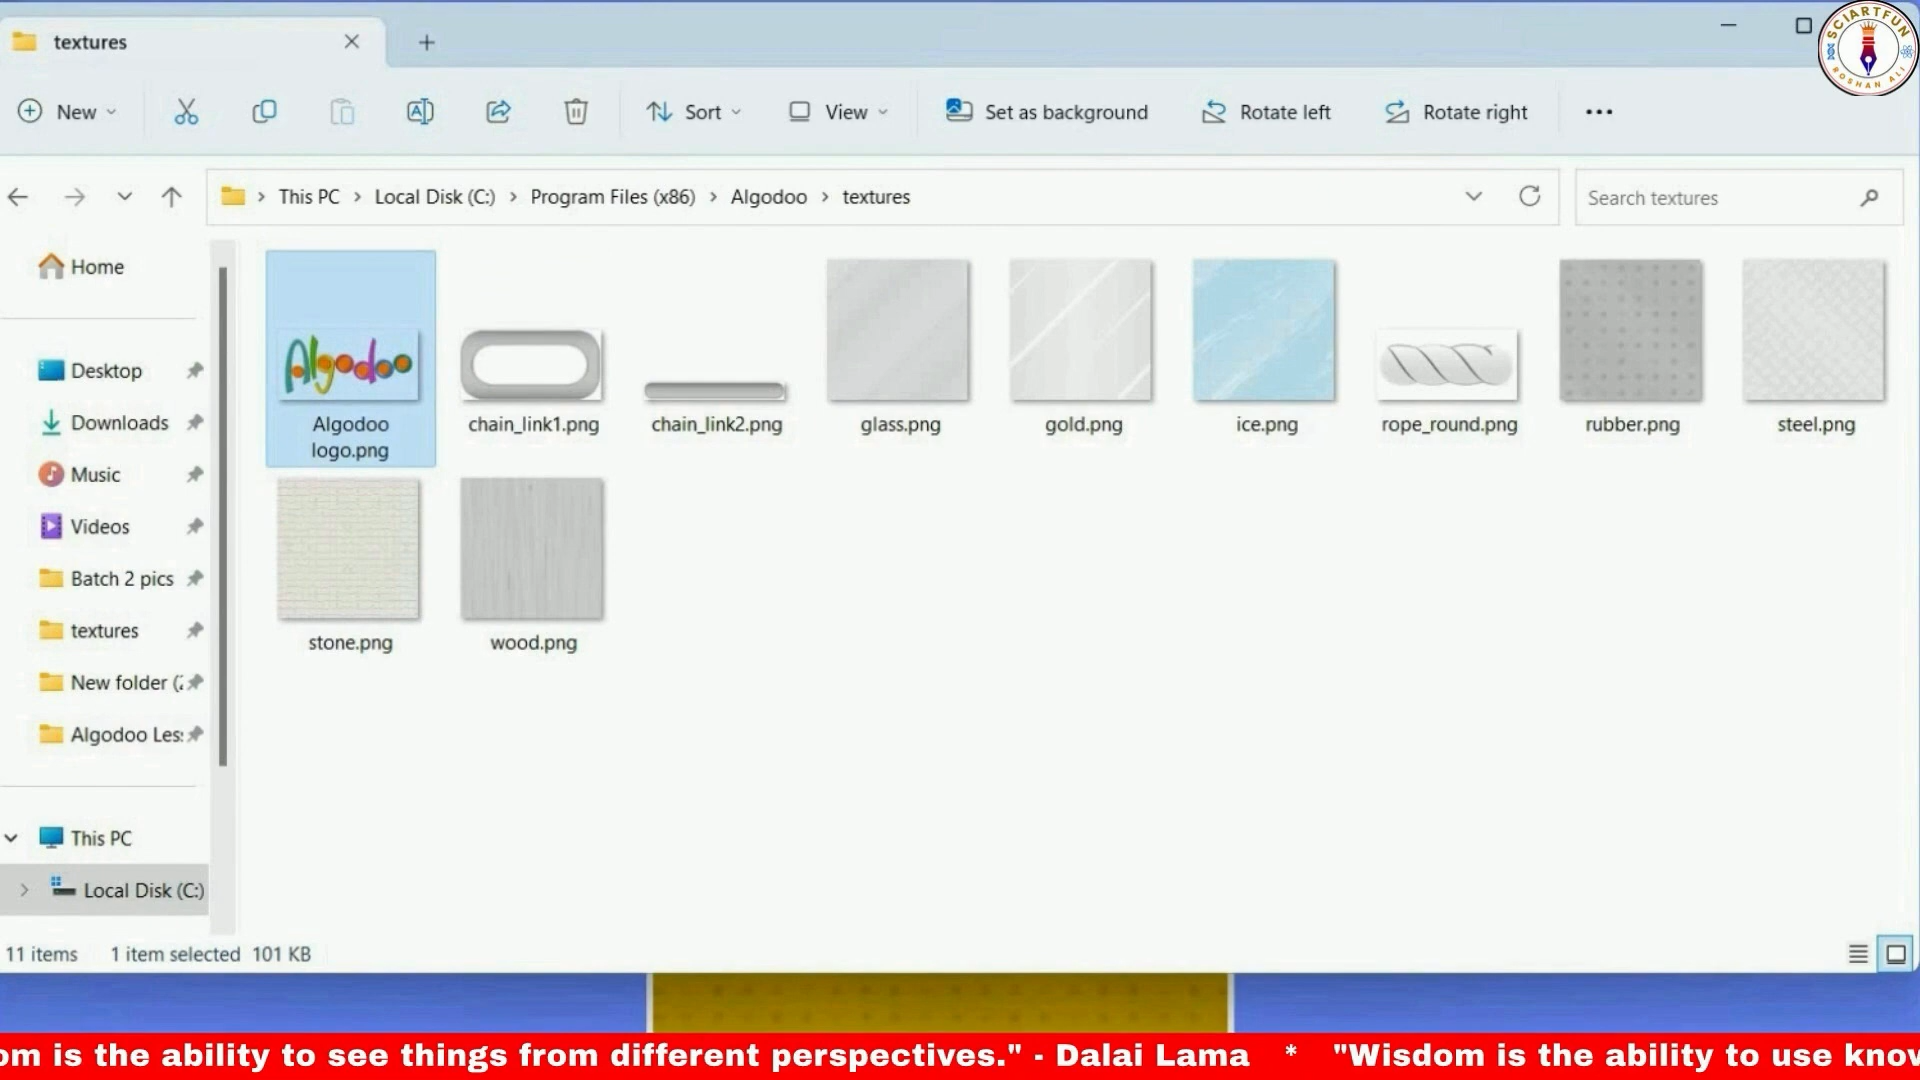 textures
SCIARTFUN
ROSHAN ALI
New
Sort
View
Set as background
Rotate left
Rotate right
This PC > Local Disk (C:) > Program Files (x86) > Algodoo > textures
Search textures
Home
Desktop
Downloads
Music
Videos
Batch 2 pics
textures
New folder (2
Algodoo Les
This PC
Local Disk (C:)
Algodoo
Algodoo
logo.png
chain_link1.png
chain_link2.png
glass.png
gold.png
ice.png
rope_round.png
rubber.png
steel.png
stone.png
wood.png
11 items 1 item selected 101 KB
om is the ability to see things from different perspectives." - Dalai Lama * "Wisdom is the ability to use know